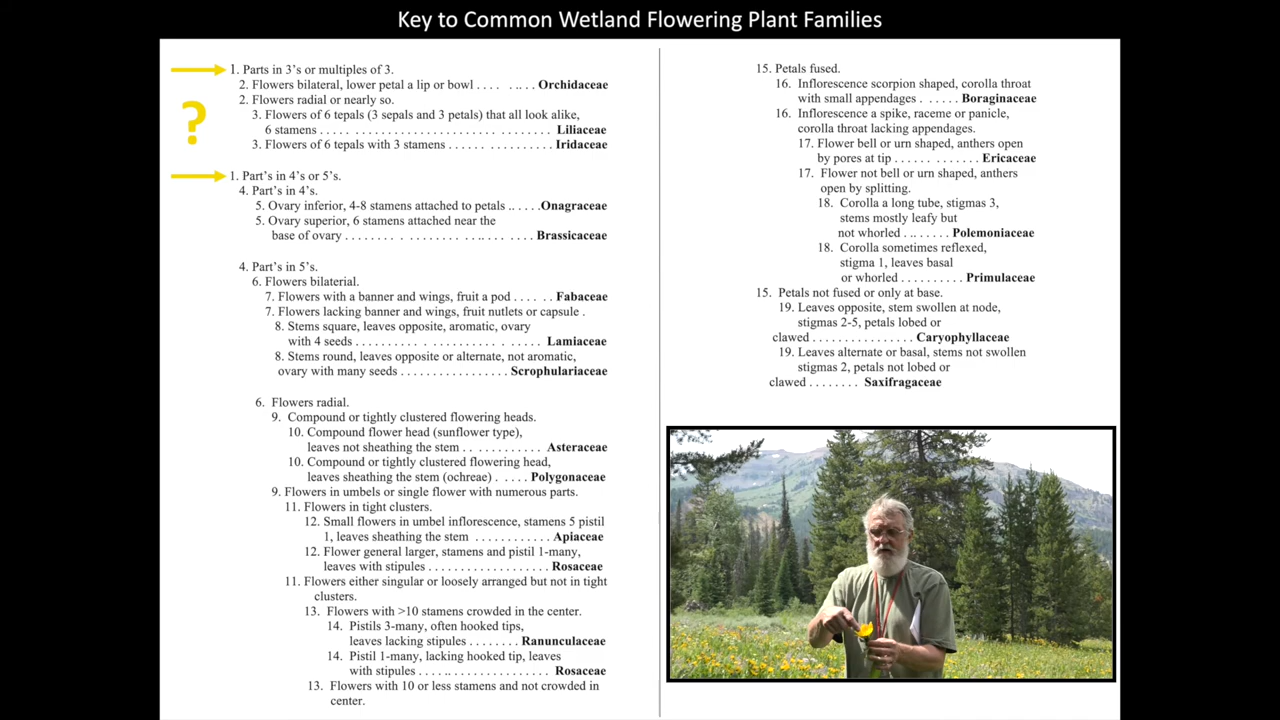 Key to Common Wetland Flowering Plant Families
?
1. Parts in 3's or multiples of 3.
2. Flowers bilateral, lower petal a lip or bowl . . . . . .. . . Orchidaceae
2. Flowers radial or nearly so.
3. Flowers of 6 tepals (3 sepals and 3 petals) that all look alike,
6 stamens . . . . . . . . . . . . . . . . . . . . . . . . . . . . . . . . . . Liliaceae
3. Flowers of 6 tepals with 3 stamens . . . . . . . . . . . . . . . . Iridaceae
1. Part's in 4's or 5's.
4. Part's in 4's.
5. Ovary inferior, 4-8 stamens attached to petals .. . . . .Onagraceae
5. Ovary superior, 6 stamens attached near the
base of ovary . . . . . . . . . . . . . . . . . .. . . . . . . . . Brassicaceae
4. Part's in 5's.
6. Flowers bilaterial.
7. Flowers with a banner and wings, fruit a pod . . . . . . Fabaceae
7. Flowers lacking banner and wings, fruit nutlets or capsule .
8. Stems square, leaves opposite, aromatic, ovary
with 4 seeds . . . . . . . . . . . . . . . . . . . . . . . . . . . Lamiaceae
8. Stems round, leaves opposite or alternate, not aromatic,
ovary with many seeds . . . . . . . . . . . . . . . . . Scrophulariaceae
6. Flowers radial.
9. Compound or tightly clustered flowering heads.
10. Compound flower head (sunflower type),
leaves not sheathing the stem . . . . . . . . . . . . . Asteraceae
10. Compound or tightly clustered flowering head,
leaves sheathing the stem (ochreae) . . . . . . Polygonaceae
9. Flowers in umbels or single flower with numerous parts.
11. Flowers in tight clusters.
12. Small flowers in umbel inflorescence, stamens 5 pistil
1, leaves sheathing the stem . . . . . . . . . . . . Apiaceae
12. Flower general larger, stamens and pistil 1-many,
leaves with stipules . . . . . . . . . . . . . . . . . . . Rosaceae
11. Flowers either singular or loosely arranged but not in tight
clusters.
13. Flowers with >10 stamens crowded in the center.
14. Pistils 3-many, often hooked tips,
leaves lacking stipules . . . . . . . . Ranunculaceae
14. Pistil 1-many, lacking hooked tip, leaves
with stipules . . . . .. . . . . . . . . . . . . . . . . Rosaceae
13. Flowers with 10 or less stamens and not crowded in
center.
15. Petals fused.
16. Inflorescence scorpion shaped, corolla throat
with small appendages . . . . . . . Boraginaceae
16. Inflorescence a spike, raceme or panicle,
corolla throat lacking appendages.
17. Flower bell or urn shaped, anthers open
by pores at tip . . . . . . . . . . . . . Ericaceae
17. Flower not bell or urn shaped, anthers
open by splitting.
18. Corolla a long tube, stigmas 3,
stems mostly leafy but
not whorled . .. . . . . . Polemoniaceae
18. Corolla sometimes reflexed,
stigma 1, leaves basal
or whorled . . . . . . . . . . Primulaceae
15. Petals not fused or only at base.
19. Leaves opposite, stem swollen at node,
stigmas 2-5, petals lobed or
clawed . . . . . . . . . . . . . . . . Caryophyllaceae
19. Leaves alternate or basal, stems not swollen
stigmas 2, petals not lobed or
clawed . . . . . . . . Saxifragaceae